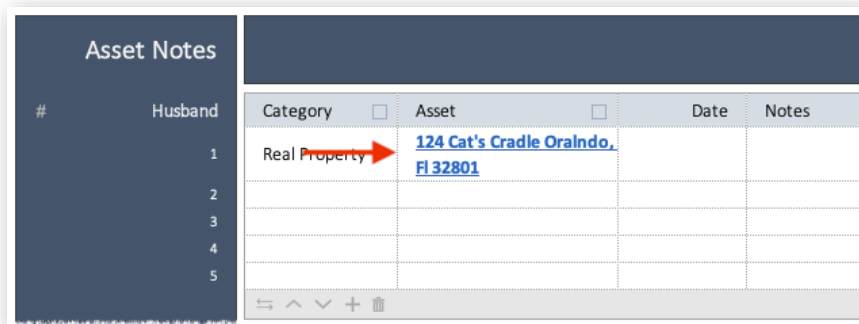 Asset Notes
# Husband Category Asset Date Notes
1 Real Property 124 Cat's Cradle Oralndo,
Fl 32801
2
3
4
5